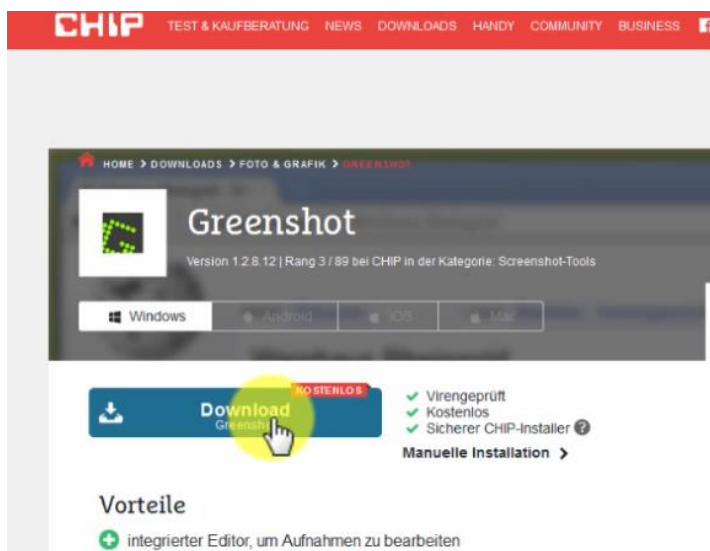 CHIP TEST & KAUFBERATUNG NEWS DOWNLOADS HANDY COMMUNITY BUSINESS
HOME > DOWNLOADS > FOTO & GRAFIK > GREENSHOT
Greenshot
Version 1.2.8.12 | Rang 3 / 89 bei CHIP in der Kategorie: Screenshot-Tools
Windows Android iOS Mac
KOSTENLOS
Download
Virengeprüft
Kostenlos
Sicherer CHIP-Installer
Manuelle Installation >
Vorteile
integrierter Editor, um Aufnahmen zu bearbeiten